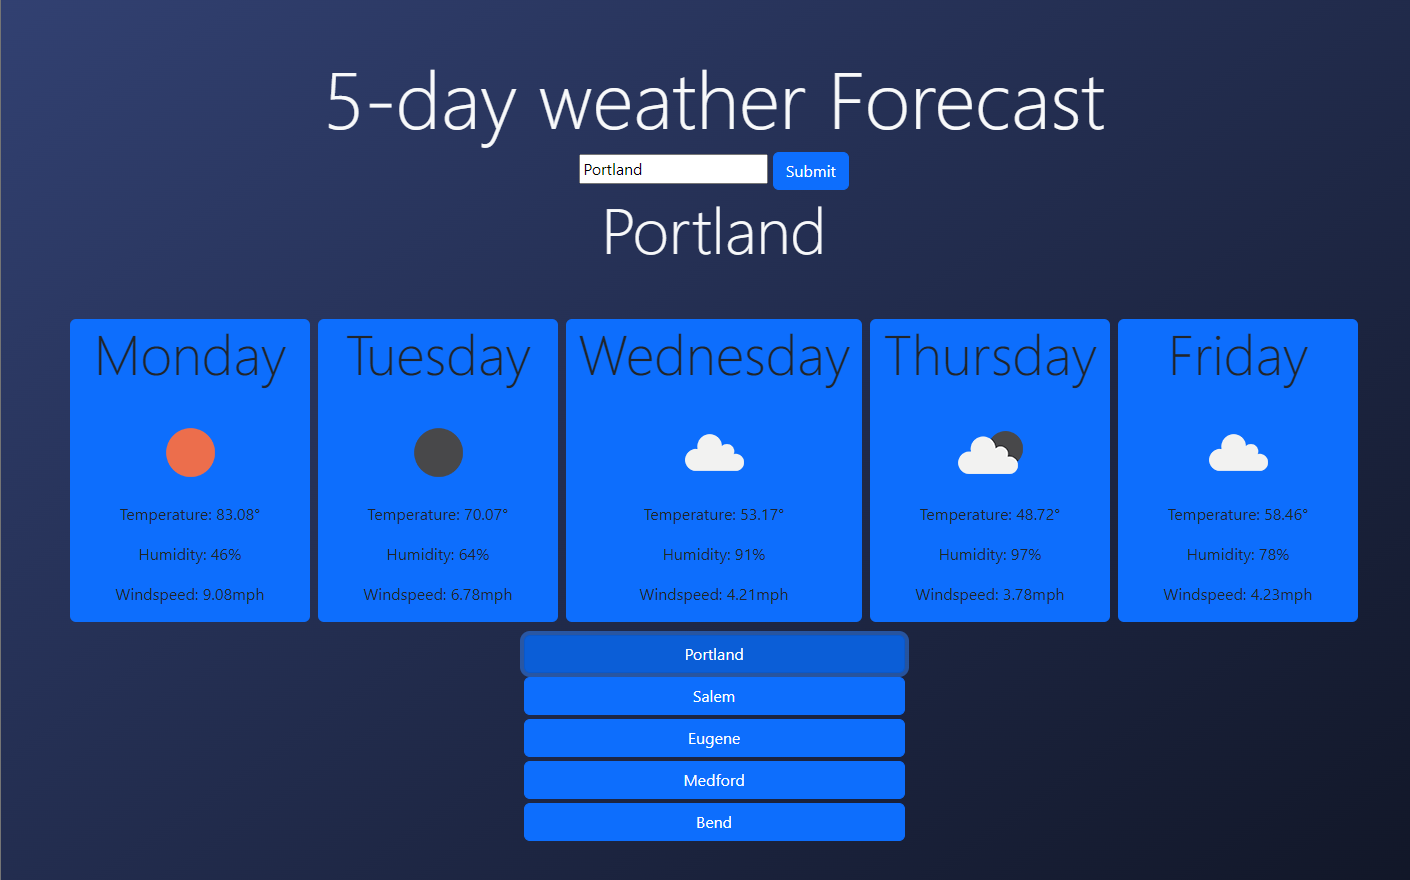 5-day weather Forecast
Portland Submit
Portland
Monday Tuesday Wednesday Thursday Friday
Temperature: 83.08° Temperature: 70.07° Temperature: 53.17° Temperature: 48.72° Temperature: 58.46°
Humidity: 46% Humidity: 64% Humidity: 91% Humidity: 97% Humidity: 78%
Windspeed: 9.08mph Windspeed: 6.78mph Windspeed: 4.21mph Windspeed: 3.78mph Windspeed: 4.23mph
Portland
Salem
Eugene
Medford
Bend